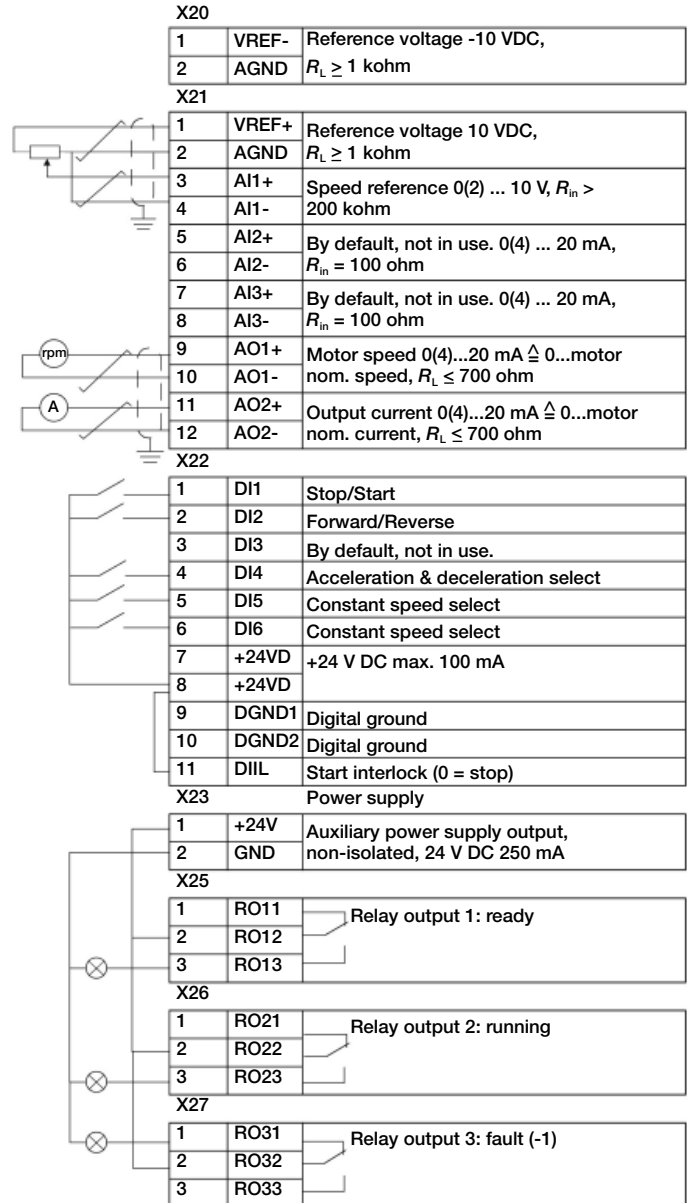 X20
1 VREF- Reference voltage -10 VDC,
2 AGND R_L ≥ 1 kohm
X21
1 VREF+ Reference voltage 10 VDC,
2 AGND R_L ≥ 1 kohm
3 AI1+ Speed reference 0(2) ... 10 V, R_in >
4 AI1- 200 kohm
5 AI2+ By default, not in use. 0(4) ... 20 mA,
6 AI2- R_in = 100 ohm
7 AI3+ By default, not in use. 0(4) ... 20 mA,
8 AI3- R_in = 100 ohm
rpm 9 AO1+ Motor speed 0(4)...20 mA ≙ 0...motor
10 AO1- nom. speed, R_L ≤ 700 ohm
A 11 AO2+ Output current 0(4)...20 mA ≙ 0...motor
12 AO2- nom. current, R_L ≤ 700 ohm
X22
1 DI1 Stop/Start
2 DI2 Forward/Reverse
3 DI3 By default, not in use.
4 DI4 Acceleration & deceleration select
5 DI5 Constant speed select
6 DI6 Constant speed select
7 +24VD +24 V DC max. 100 mA
8 +24VD
9 DGND1 Digital ground
10 DGND2 Digital ground
11 DIIL Start interlock (0 = stop)
X23 Power supply
1 +24V Auxiliary power supply output,
2 GND non-isolated, 24 V DC 250 mA
X25
1 RO11 Relay output 1: ready
2 RO12
3 RO13
X26
1 RO21 Relay output 2: running
2 RO22
3 RO23
X27
1 RO31 Relay output 3: fault (-1)
2 RO32
3 RO33